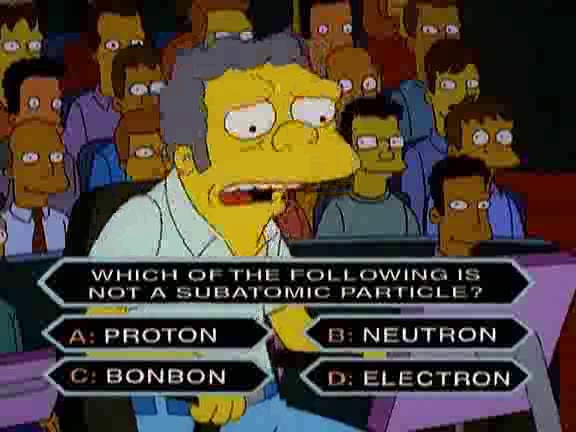 WHICH OF THE FOLLOWING IS
NOT A SUBATOMIC PARTICLE?
A: PROTON
B: NEUTRON
C: BONBON
D: ELECTRON